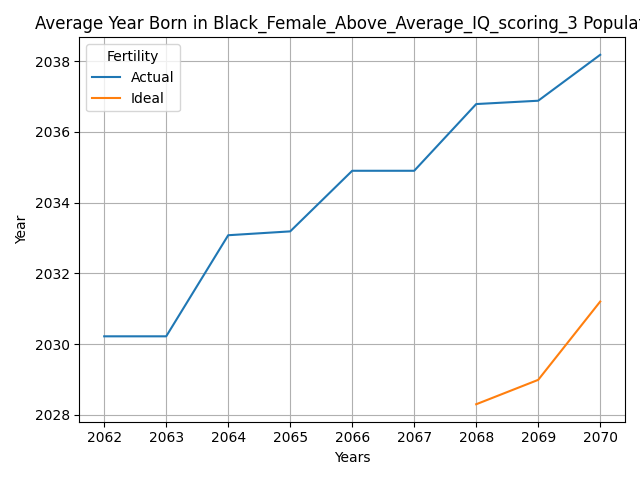 Average Year Born in Black_Female_Above_Average_IQ_scoring_3 Populat
Fertility
Actual
Ideal
Year
2038
2036
2034
2032
2030
2028
2062 2063 2064 2065 2066 2067 2068 2069 2070
Years